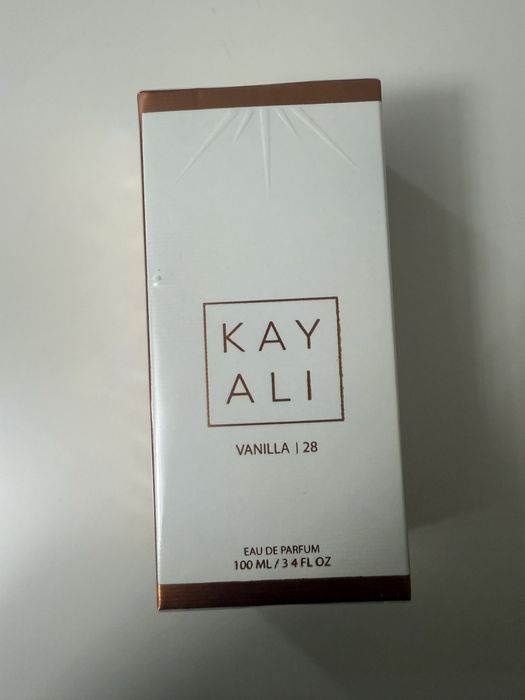 KAY
ALI
VANILLA | 28
EAU DE PARFUM
100 ML / 3 4 FL OZ